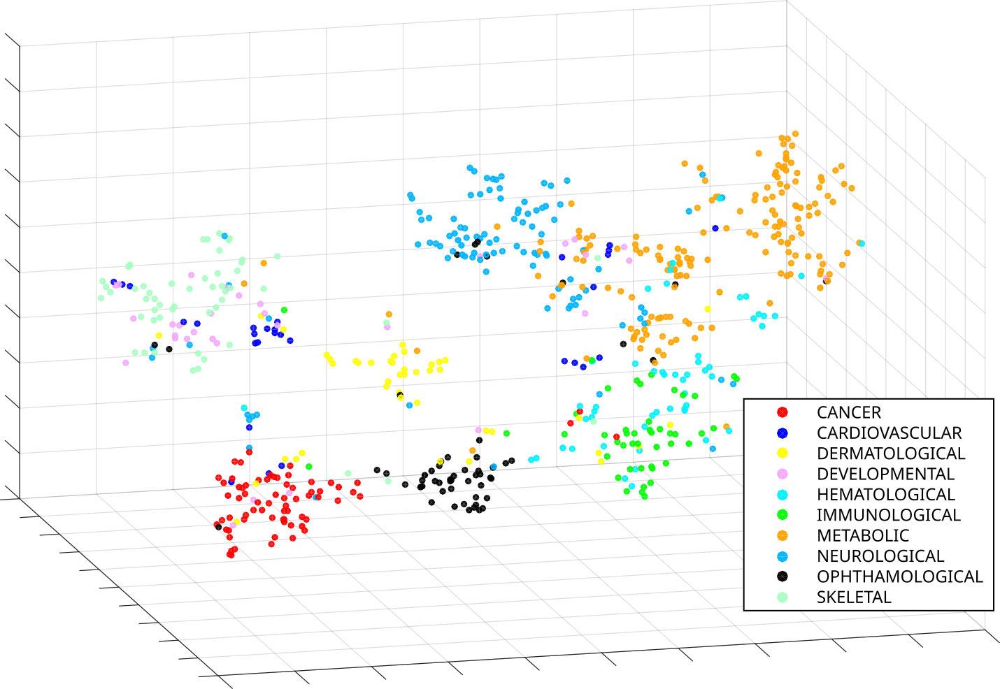 CANCER
CARDIOVASCULAR
DERMATOLOGICAL
DEVELOPMENTAL
HEMATOLOGICAL
IMMUNOLOGICAL
METABOLIC
NEUROLOGICAL
OPHTHAMOLOGICAL
SKELETAL